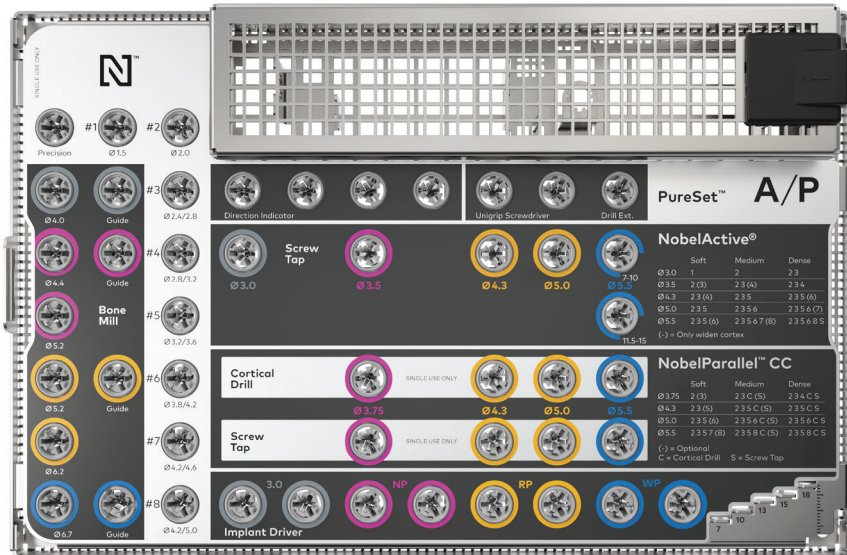 SINGLE USE ONLY
N™
Precision
#1
Ø1.5
#2
Ø2.0
Ø4.0
Guide
#3
Ø2.4/2.8
Ø4.4
Guide
#4
Ø2.8/3.2
Ø5.2
Bone
Mill
#5
Ø3.2/3.6
Ø5.2
Guide
#6
Ø3.8/4.2
Ø6.2
#7
Ø4.2/4.6
Ø6.7
Guide
#8
Ø4.2/5.0
Direction Indicator
Unigrip Screwdriver
Drill Ext.
PureSet™ A/P
Screw
Tap
Ø3.0
Ø3.5
Ø4.3
Ø5.0
Ø5.5
7-10
11.5-15
NobelActive®
Soft Medium Dense
Ø3.0 1 2 2 3
Ø3.5 2 (3) 2 3 (4) 2 3 4
Ø4.3 2 3 (4) 2 3 5 2 3 5 (6)
Ø5.0 2 3 5 2 3 5 6 2 3 5 6 (7)
Ø5.5 2 3 5 (6) 2 3 5 6 7 (8) 2 3 5 6 8 S
(-) = Only widen cortex
Cortical
Drill
SINGLE USE ONLY
Ø3.75
Ø4.3
Ø5.0
Ø5.5
Screw
Tap
SINGLE USE ONLY
NobelParallel™ CC
Soft Medium Dense
Ø3.75 2 (3) 2 3 C (S) 2 3 4 C S
Ø4.3 2 3 (5) 2 3 5 C (S) 2 3 5 C S
Ø5.0 2 3 5 (6) 2 3 5 6 C (S) 2 3 5 6 C S
Ø5.5 2 3 5 7 (8) 2 3 5 8 C (S) 2 3 5 8 C S
(-) = Optional
C = Cortical Drill S = Screw Tap
3.0
NP
RP
WP
Implant Driver
7
10
13
15
18